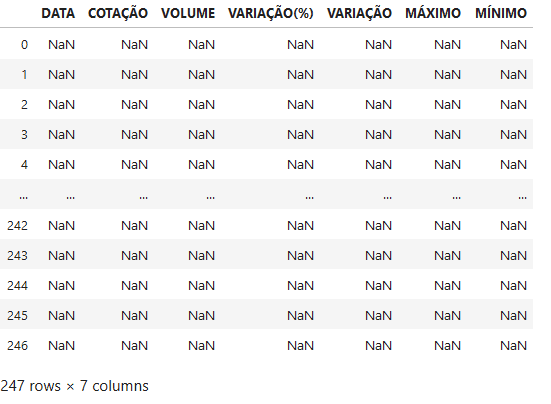 DATA COTAÇÃO VOLUME VARIAÇÃO(%) VARIAÇÃO MÁXIMO MÍNIMO
0 NaN NaN NaN NaN NaN NaN NaN
1 NaN NaN NaN NaN NaN NaN NaN
2 NaN NaN NaN NaN NaN NaN NaN
3 NaN NaN NaN NaN NaN NaN NaN
4 NaN NaN NaN NaN NaN NaN NaN
... ... ... ... ... ... ... ...
242 NaN NaN NaN NaN NaN NaN NaN
243 NaN NaN NaN NaN NaN NaN NaN
244 NaN NaN NaN NaN NaN NaN NaN
245 NaN NaN NaN NaN NaN NaN NaN
246 NaN NaN NaN NaN NaN NaN NaN
247 rows × 7 columns